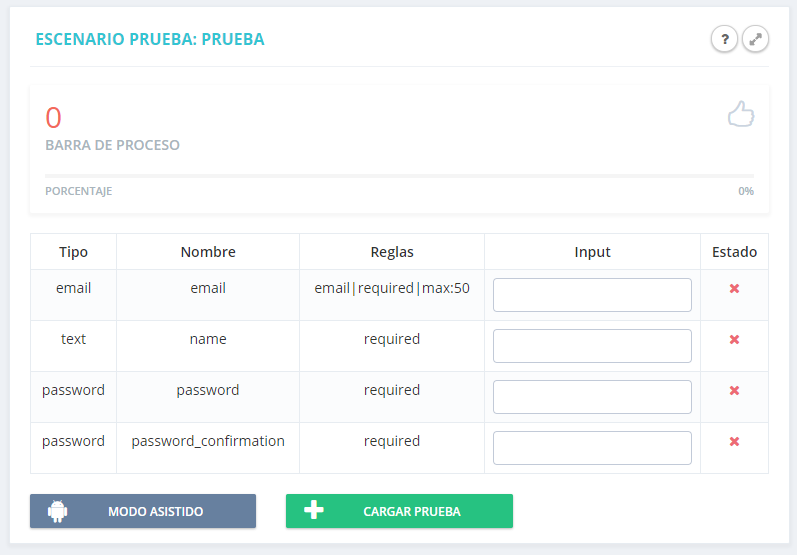 ESCENARIO PRUEBA: PRUEBA
?
0
BARRA DE PROCESO
PORCENTAJE 0%
Tipo Nombre Reglas Input Estado
email email email|required|max:50
text name required
password password required
password password_confirmation required
MODO ASISTIDO CARGAR PRUEBA